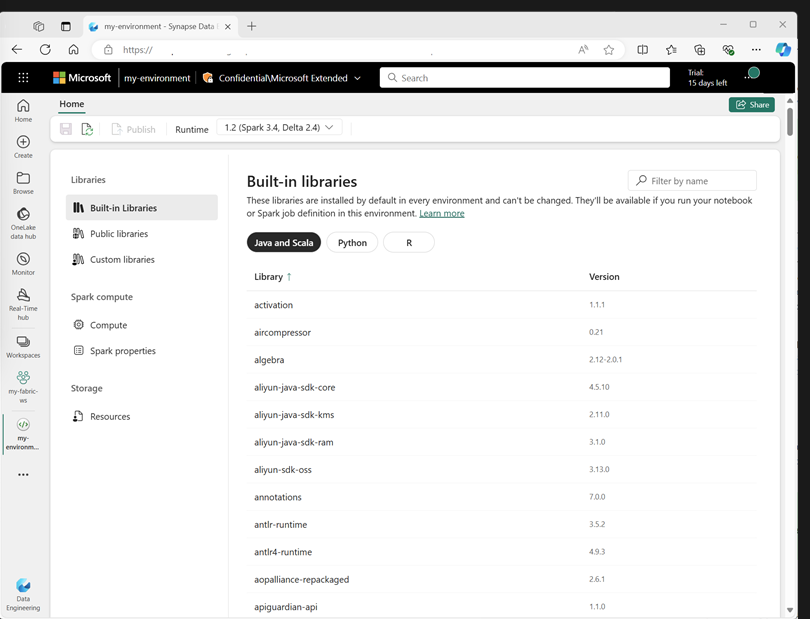 my-environment - Synapse Data
https://
Microsoft
my-environment
Confidential\Microsoft Extended
Search
Trial:
15 days left
Home
Share
Publish
Runtime
1.2 (Spark 3.4, Delta 2.4)
Home
Create
Browse
OneLake
data hub
Monitor
Real-Time
hub
Workspaces
my-fabric-
ws
my-
environm...
Data
Engineering
Libraries
Built-in Libraries
Public libraries
Custom libraries
Spark compute
Compute
Spark properties
Storage
Resources
Built-in libraries
Filter by name
These libraries are installed by default in every environment and can't be changed. They'll be available if you run your notebook
or Spark job definition in this environment. Learn more
Java and Scala
Python
R
Library ↑ Version
activation 1.1.1
aircompressor 0.21
algebra 2.12-2.0.1
aliyun-java-sdk-core 4.5.10
aliyun-java-sdk-kms 2.11.0
aliyun-java-sdk-ram 3.1.0
aliyun-sdk-oss 3.13.0
annotations 7.0.0
antlr-runtime 3.5.2
antlr4-runtime 4.9.3
aopalliance-repackaged 2.6.1
apiguardian-api 1.1.0